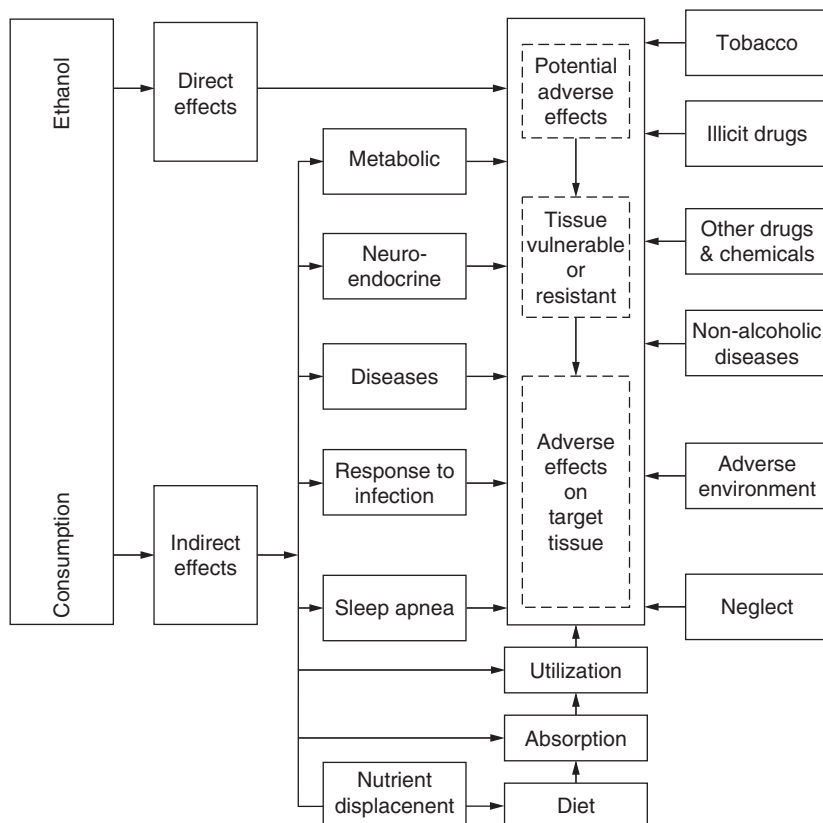 Ethanol
Consumption
Direct
effects
Indirect
effects
Metabolic
Neuro-
endocrine
Diseases
Response to
infection
Sleep apnea
Nutrient
displacenent
Potential
adverse
effects
Tissue
vulnerable
or
resistant
Adverse
effects
on
target
tissue
Utilization
Absorption
Diet
Tobacco
Illicit drugs
Other drugs
& chemicals
Non-alcoholic
diseases
Adverse
environment
Neglect